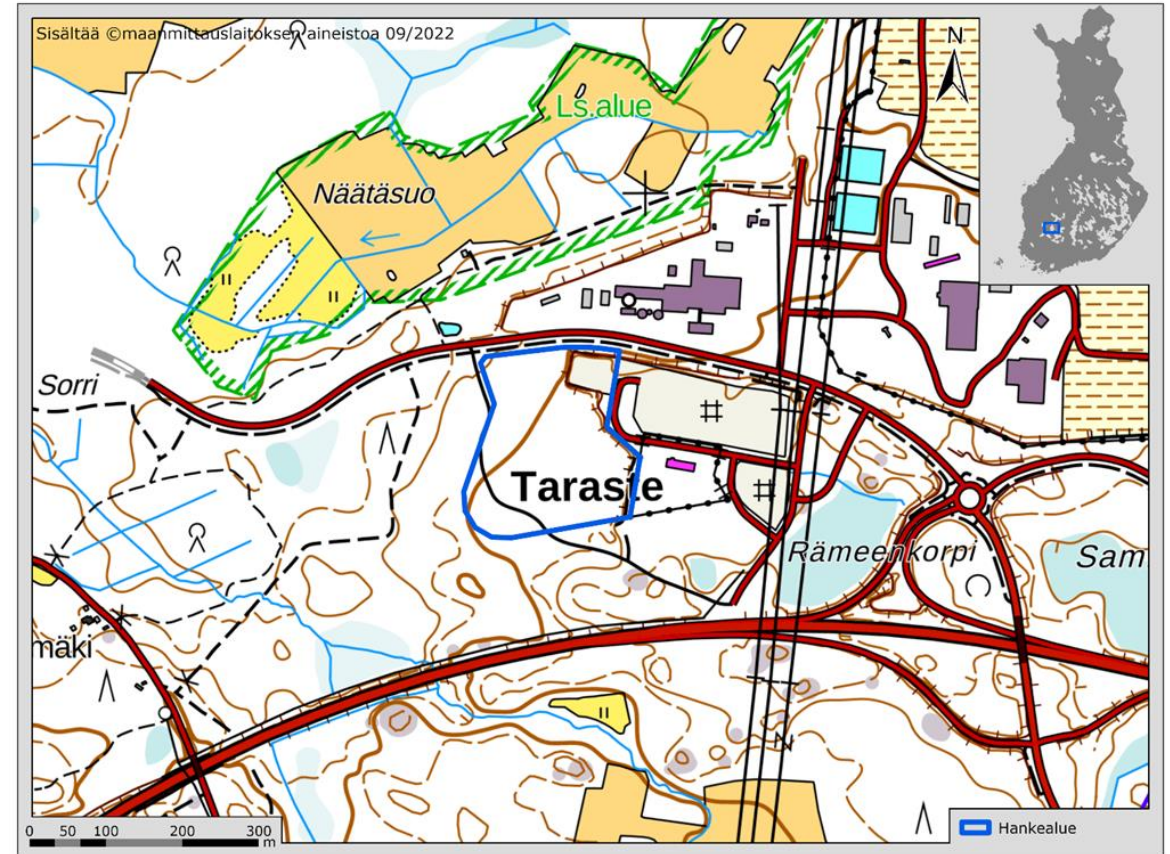 Sisältää ©maanmittauslaitoksen aineistoa 09/2022
N
Ls.alue
Näätäsuo
Sorri
Taraste
Rämeenkorpi
Sam
mäki
0 50 100 200 300
m
Hankealue